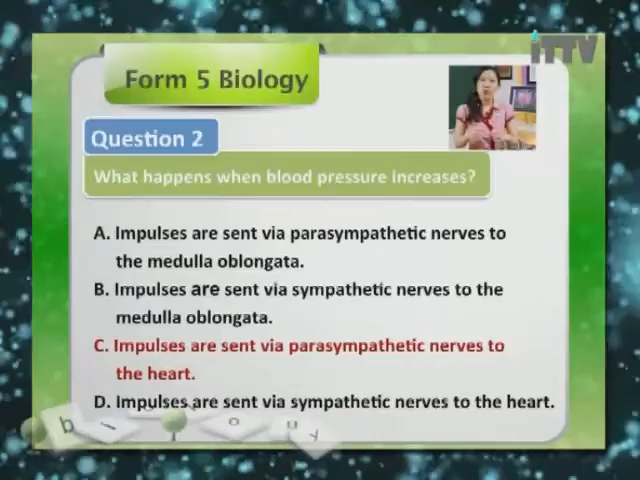 iTTV
Form 5 Biology
Question 2
What happens when blood pressure increases?
A. Impulses are sent via parasympathetic nerves to
the medulla oblongata.
B. Impulses are sent via sympathetic nerves to the
medulla oblongata.
C. Impulses are sent via parasympathetic nerves to
the heart.
D. Impulses are sent via sympathetic nerves to the heart.